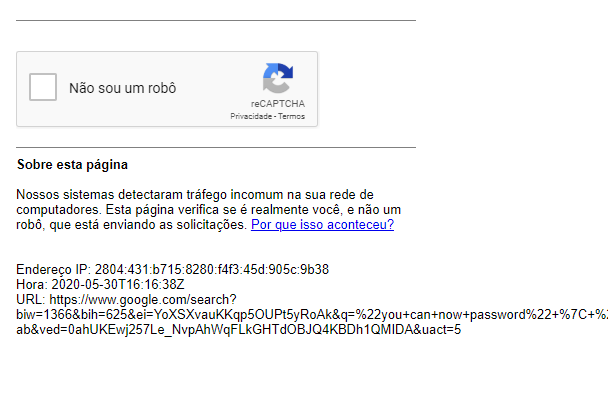 Não sou um robô
reCAPTCHA
Privacidade - Termos
Sobre esta página
Nossos sistemas detectaram tráfego incomum na sua rede de
computadores. Esta página verifica se é realmente você, e não um
robô, que está enviando as solicitações. Por que isso aconteceu?
Endereço IP: 2804:431:b715:8280:f4f3:45d:905c:9b38
Hora: 2020-05-30T16:16:38Z
URL: https://www.google.com/search?
biw=1366&bih=625&ei=YoXSXvauKKqp5OUPt5yRoAk&q=%22you+can+now+password%22+%7C+%2
ab&ved=0ahUKEwj257Le_NvpAhWqFLkGHTdOBJQ4KBDh1QMIDA&uact=5